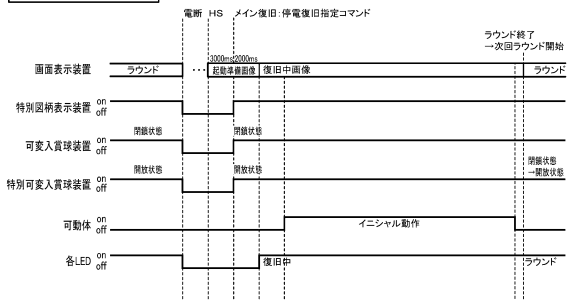 電断 HS メイン復旧:停電復旧指定コマンド
ラウンド終了
→次回ラウンド開始
3000ms 2000ms
画面表示装置 ラウンド ・・・ 起動準備画像 復旧中画像 ラウンド
特別図柄表示装置 on
off
閉鎖状態 閉鎖状態
可変入賞球装置 on
off
開放状態 開放状態 閉鎖状態
→開放状態
特別可変入賞球装置 on
off
可動体 on
off
イニシャル動作
各LED on
off
復旧中 ラウンド